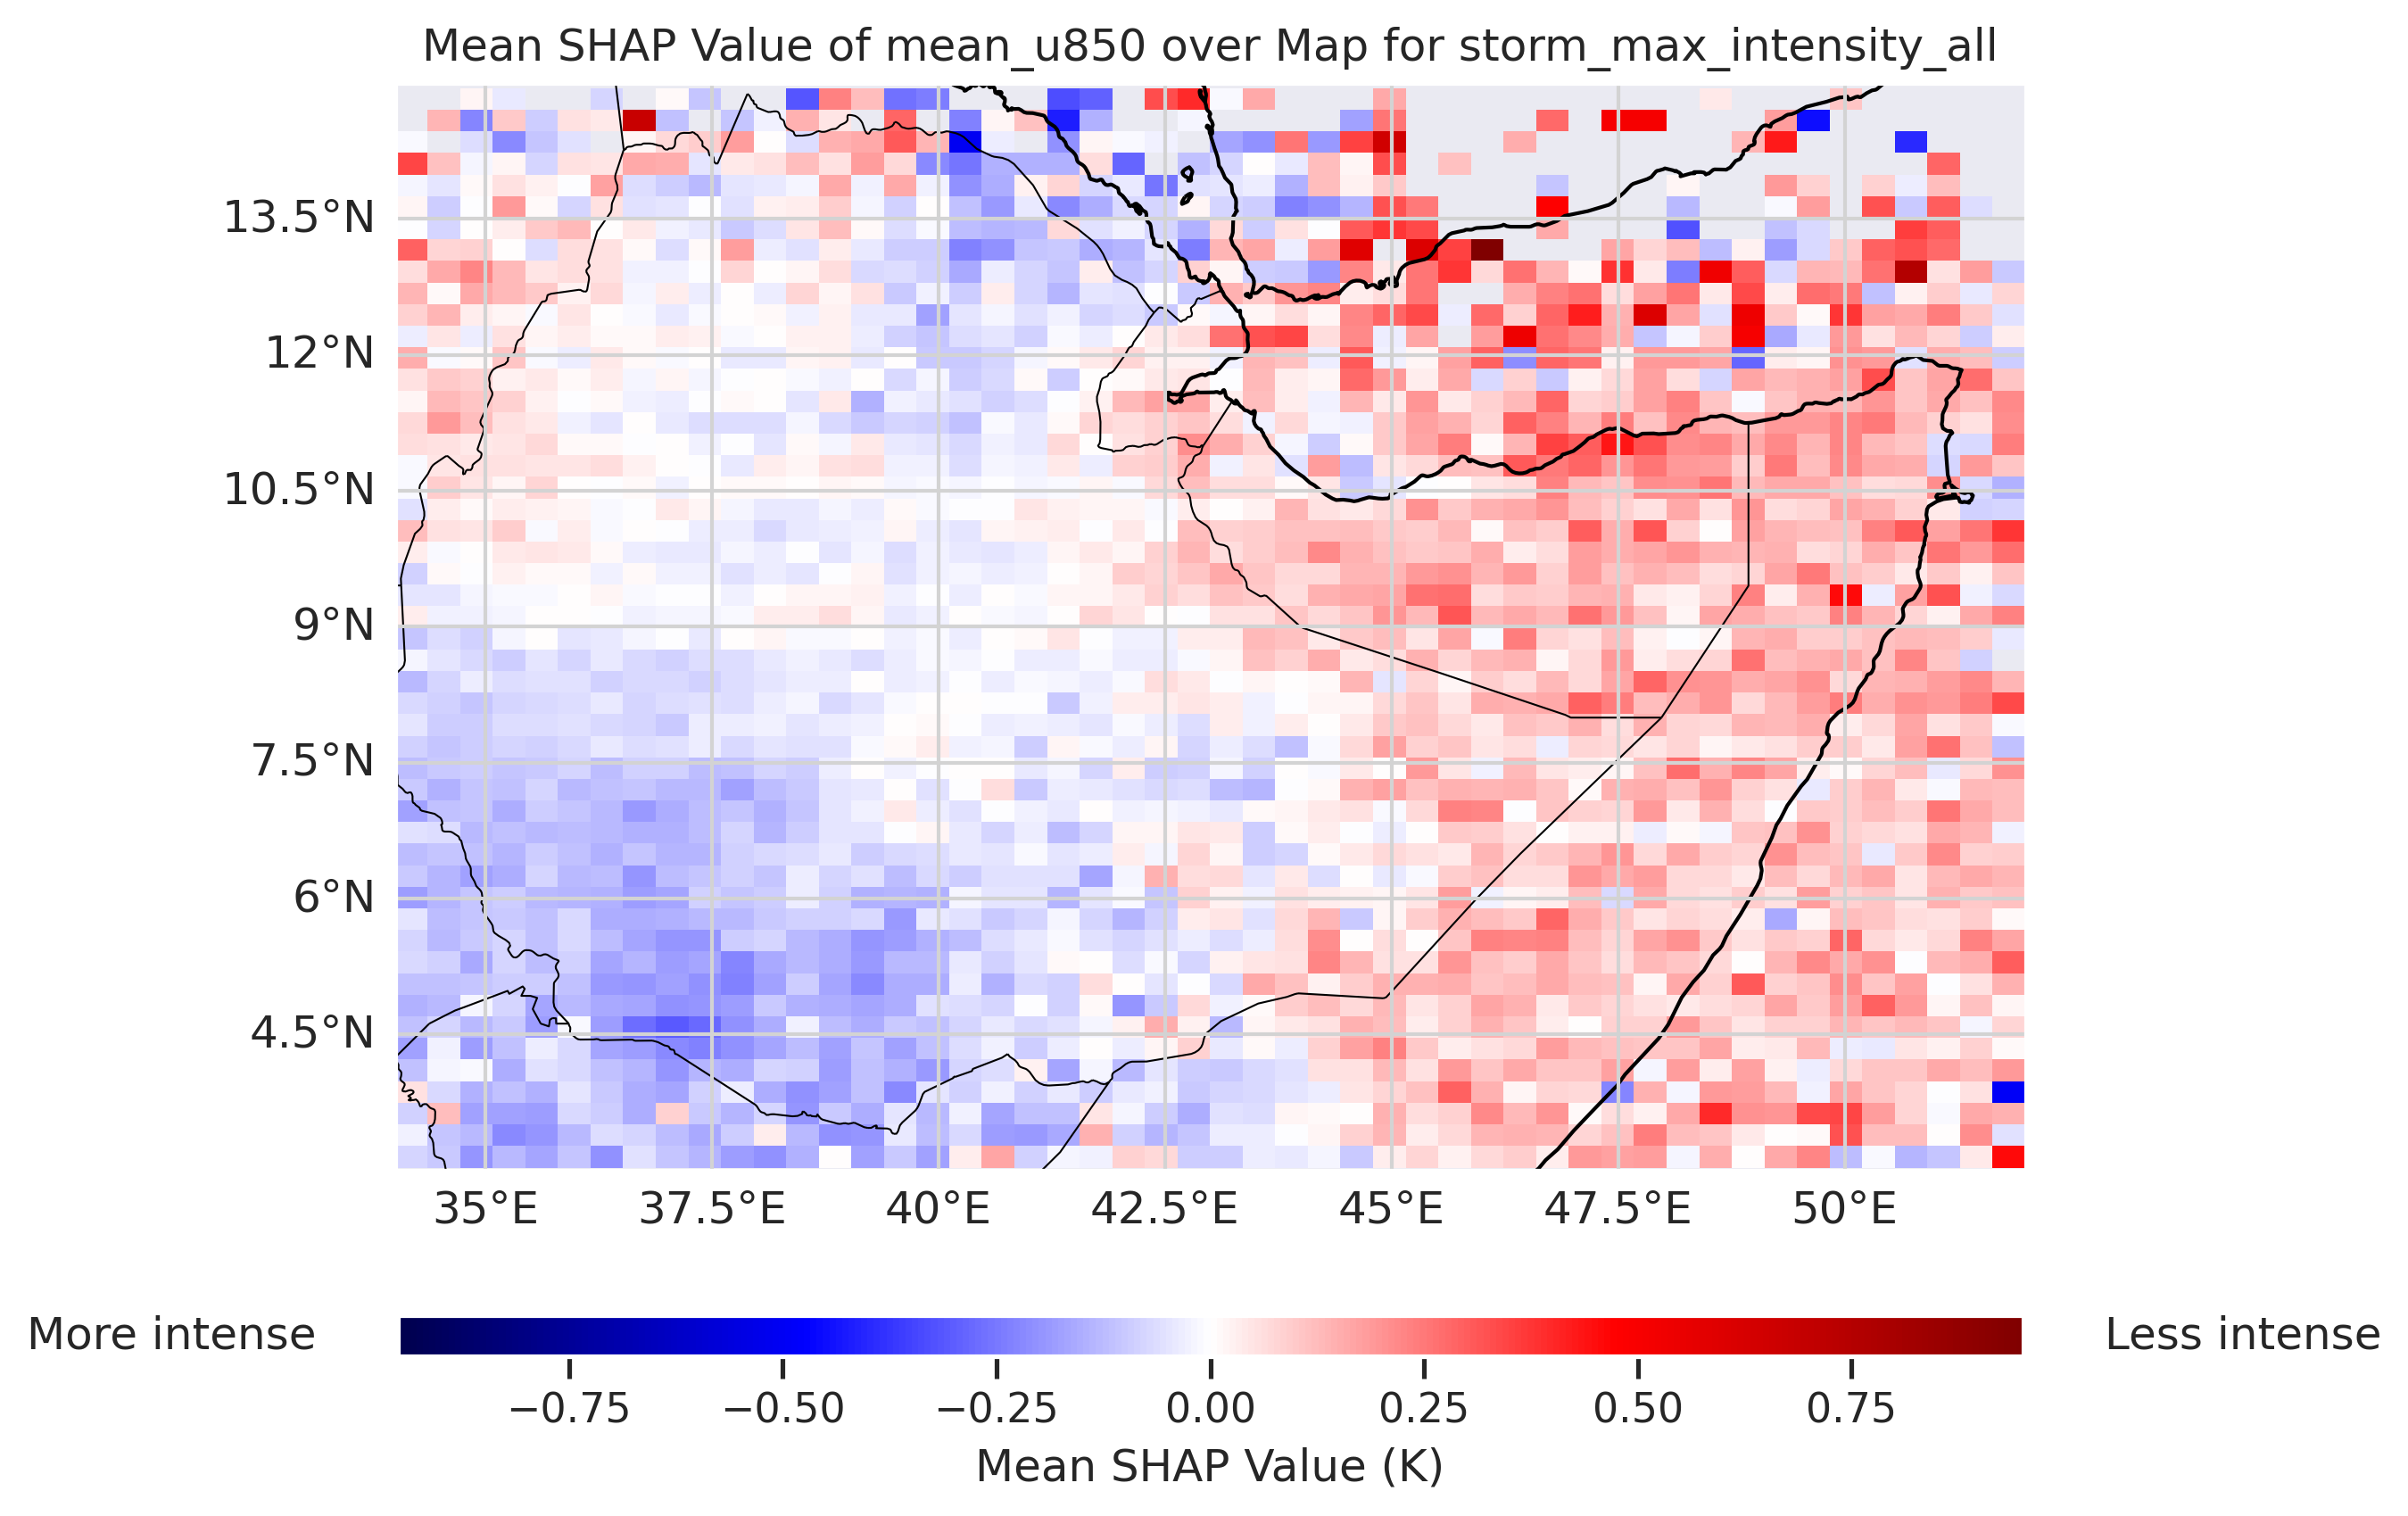 Mean SHAP Value of mean_u850 over Map for storm_max_intensity_all
13.5°N
12°N
10.5°N
9°N
7.5°N
6°N
4.5°N
35°E 37.5°E 40°E 42.5°E 45°E 47.5°E 50°E
More intense Less intense
−0.75 −0.50 −0.25 0.00 0.25 0.50 0.75
Mean SHAP Value (K)